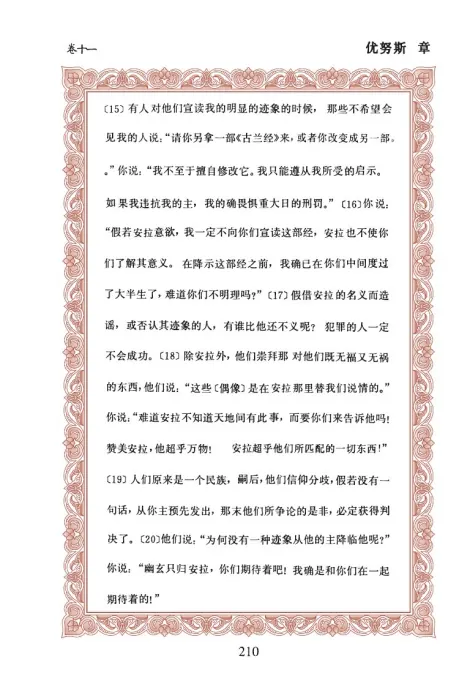 卷十一 优努斯 章
〔15〕有人对他们宣读我的明显的迹象的时候， 那些不希望会
见我的人说：“请你另拿一部《古兰经》来，或者你改变成另一部。
。”你说：“我不至于擅自修改它。我只能遵从我所受的启示。
如果我违抗我的主，我的确畏惧重大日的刑罚。”〔16〕你说：
“假若安拉意欲，我一定不向你们宣读这部经，安拉也不使你
们了解其意义。在降示这部经之前，我确已在你们中间度过
了大半生了，难道你们不明理吗？”〔17〕假借安拉的名义而造
谣，或否认其迹象的人，有谁比他还不义呢？ 犯罪的人一定
不会成功。〔18〕除安拉外，他们崇拜那 对他们既无福又无祸
的东西，他们说：“这些〔偶像〕是在安拉那里替我们说情的。”
你说：“难道安拉不知道天地间有此事，而要你们来告诉他吗！
赞美安拉，他超乎万物！ 安拉超乎他们所匹配的一切东西！”
〔19〕人们原来是一个民族，嗣后，他们信仰分歧，假若没有一
句话，从你主预先发出，那末他们所争论的是非，必定获得判
决了。〔20〕他们说：“为何没有一种迹象从他的主降临他呢？”
你说：“幽玄只归安拉，你们期待着吧！我确是和你们在一起
期待着的！”
210